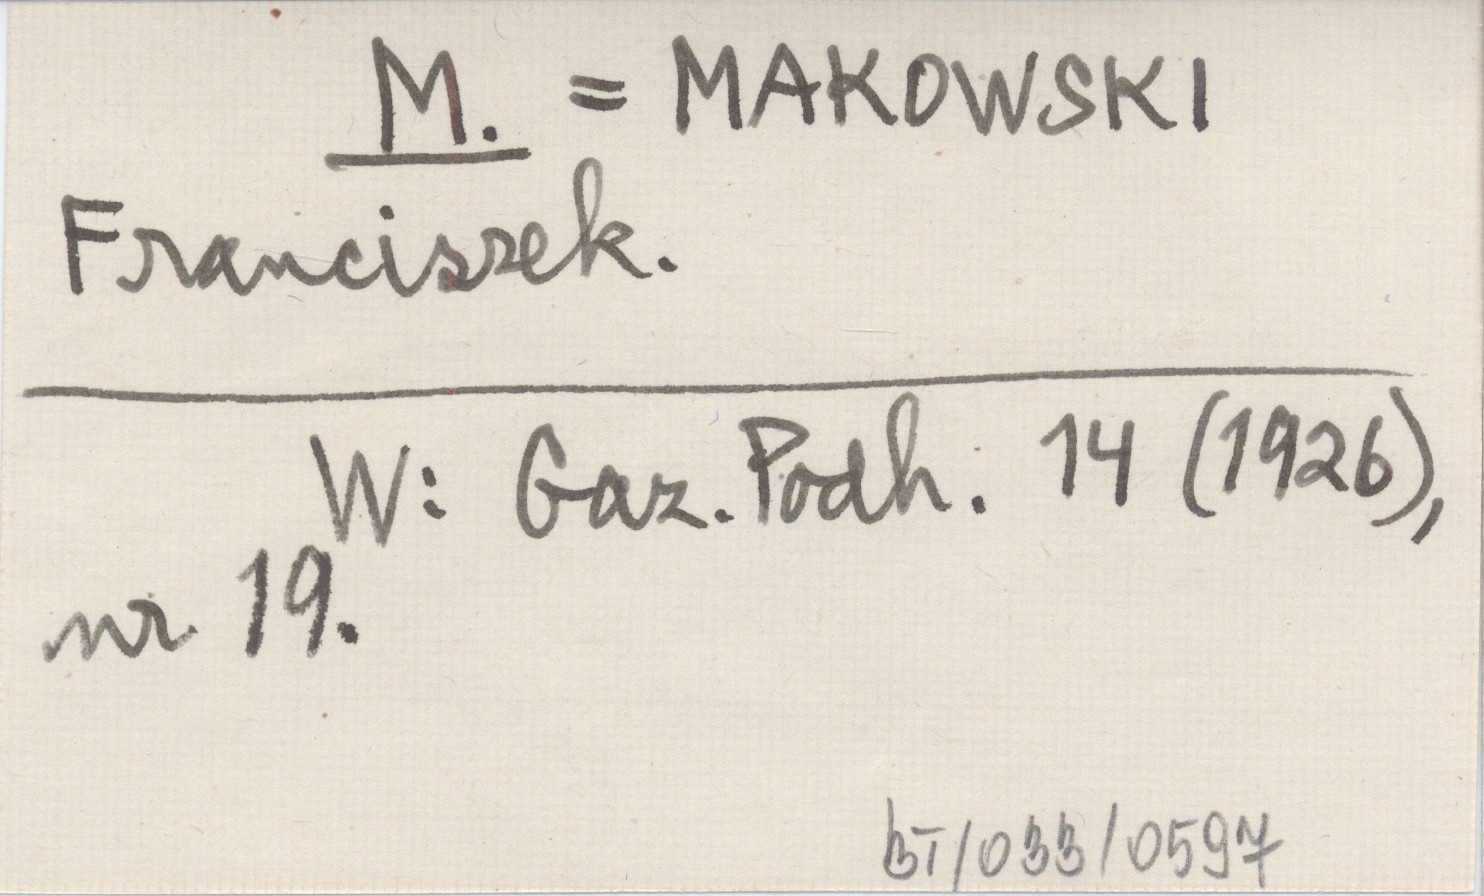 M. = MAKOWSKI
Franciszek.
W: Gaz. Podh. 14 (1926),
nr 19.
BT/033/0597